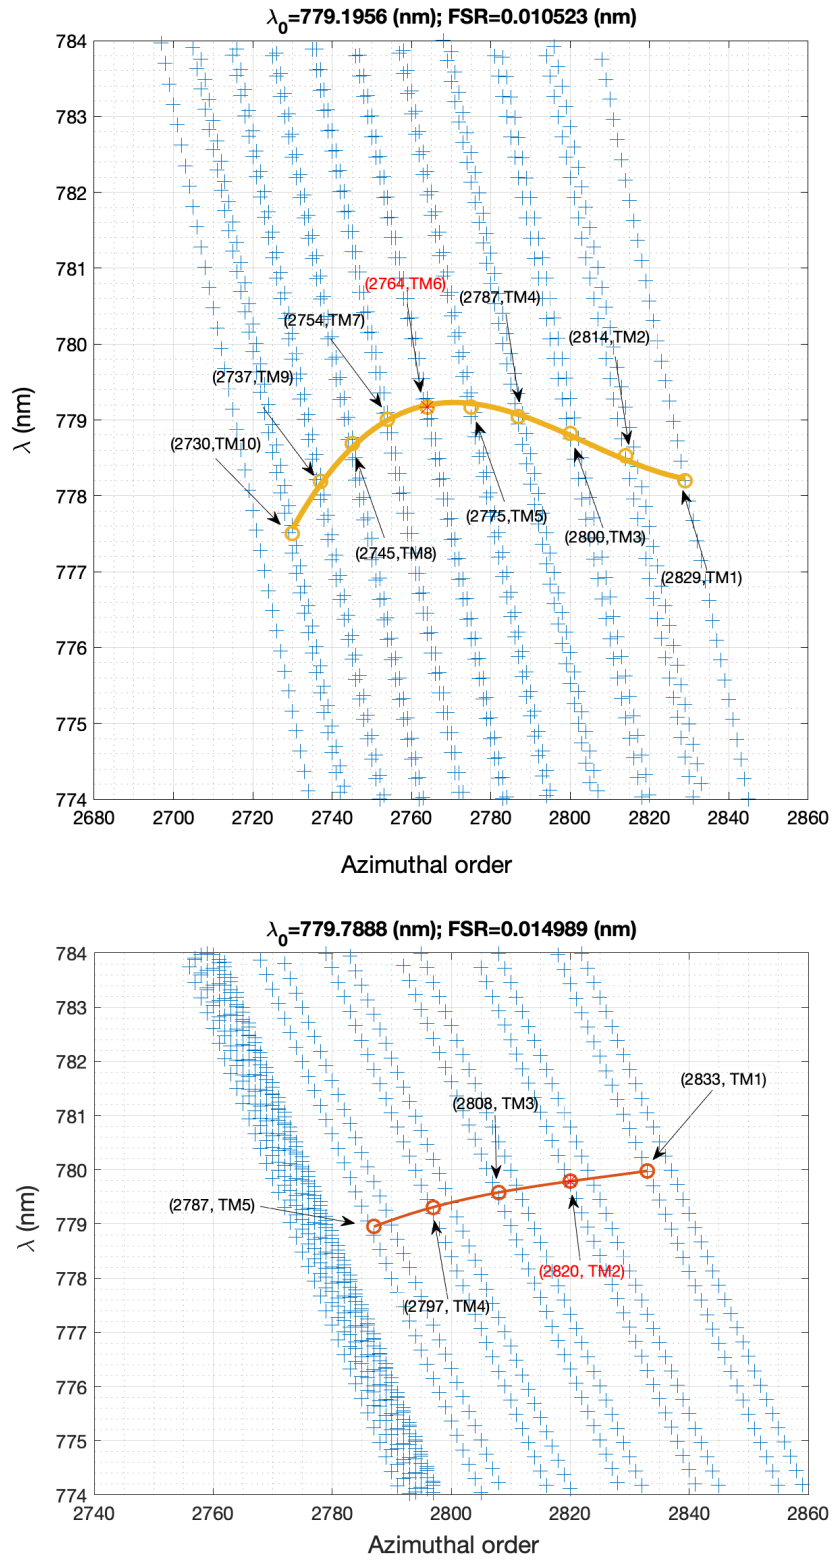 λ0=779.1956 (nm); FSR=0.010523 (nm)
784
783
782
781
780
779
778
777
776
775
774
λ (nm)
(2764,TM6)
(2787,TM4)
(2754,TM7)
(2814,TM2)
(2737,TM9)
(2730,TM10)
(2775,TM5)
(2800,TM3)
(2745,TM8)
(2829,TM1)
2680 2700 2720 2740 2760 2780 2800 2820 2840 2860
Azimuthal order
λ0=779.7888 (nm); FSR=0.014989 (nm)
784
783
782
781
780
779
778
777
776
775
774
λ (nm)
(2833, TM1)
(2808, TM3)
(2787, TM5)
(2820, TM2)
(2797, TM4)
2740 2760 2780 2800 2820 2840 2860
Azimuthal order